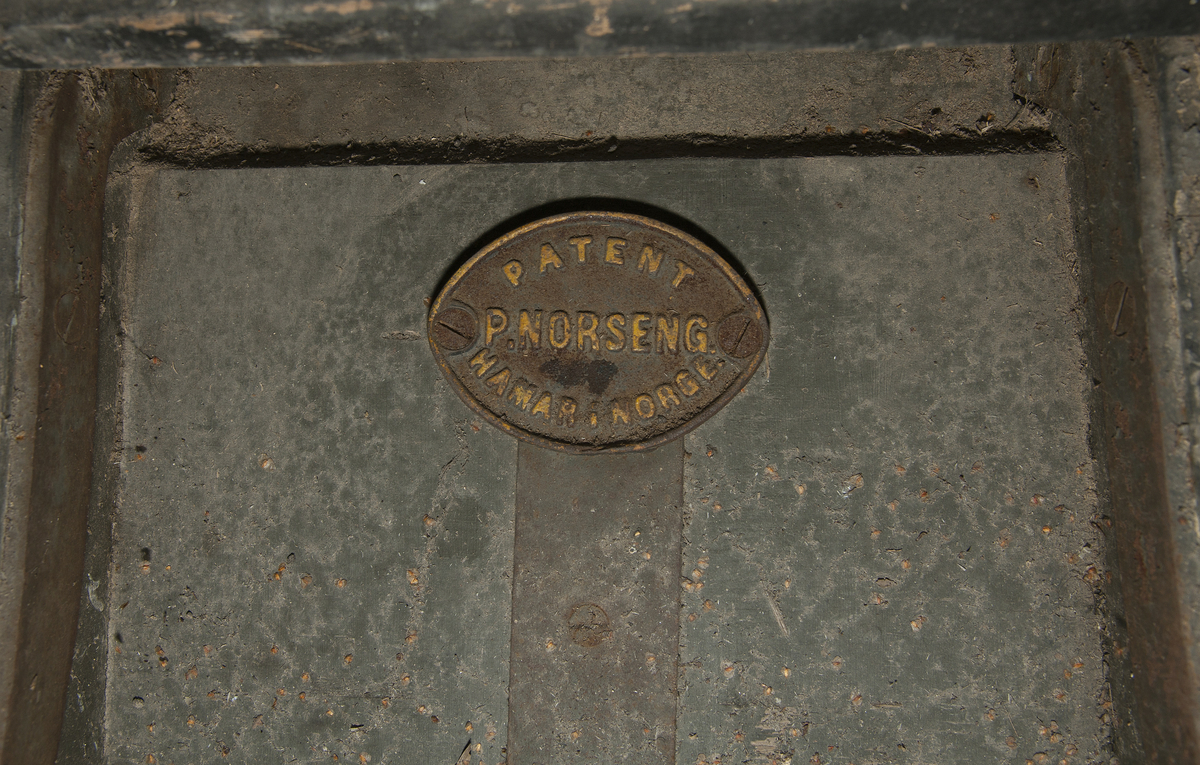 PATENT
P.NORSENG.
HAMAR i NORGE.